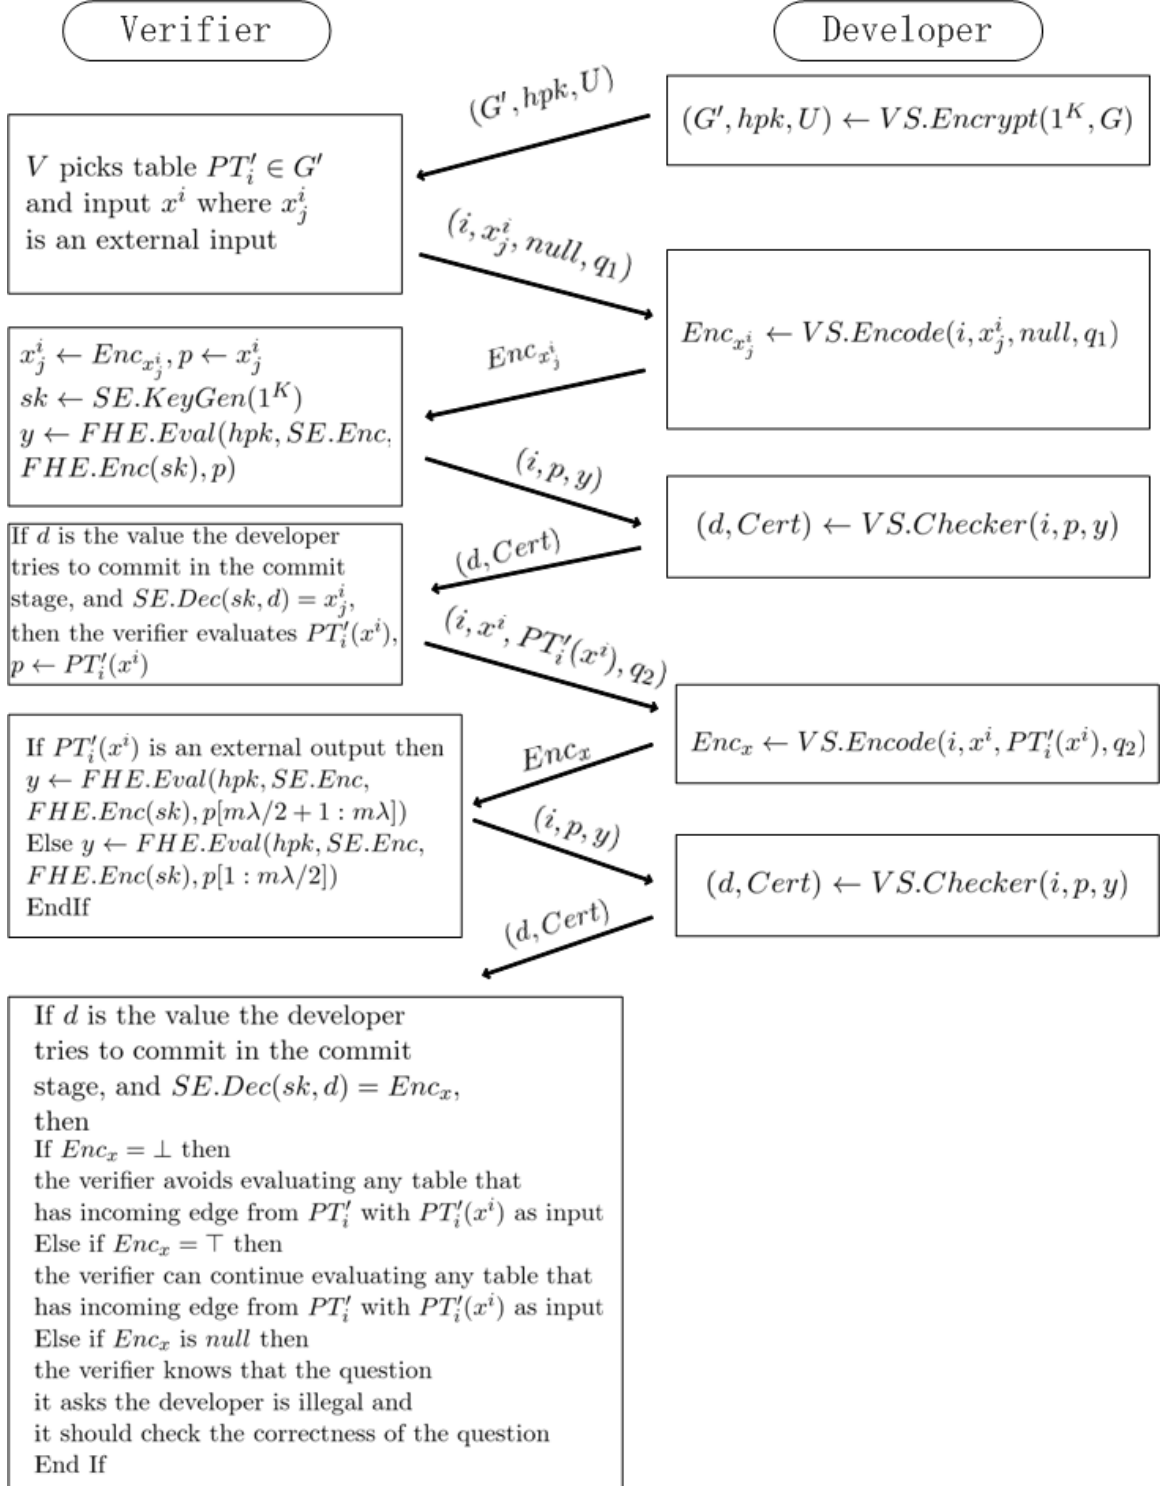 Verifier
Developer
(G′, hpk, U)
(G′, hpk, U) ← VS.Encrypt(1^K, G)
V picks table PT′_i ∈ G′
and input x^i where x^i_j
is an external input
(i, x^i_j, null, q_1)
Enc_{x^i_j} ← VS.Encode(i, x^i_j, null, q_1)
Enc_{x^i_j}
x^i_j ← Enc_{x^i_j}, p ← x^i_j
sk ← SE.KeyGen(1^K)
y ← FHE.Eval(hpk, SE.Enc,
FHE.Enc(sk), p)
(i, p, y)
(d, Cert) ← VS.Checker(i, p, y)
(d, Cert)
If d is the value the developer
tries to commit in the commit
stage, and SE.Dec(sk, d) = x^i_j,
then the verifier evaluates PT′_i(x^i),
p ← PT′_i(x^i)
(i, x^i, PT′_i(x^i), q_2)
Enc_x ← VS.Encode(i, x^i, PT′_i(x^i), q_2)
Enc_x
If PT′_i(x^i) is an external output then
y ← FHE.Eval(hpk, SE.Enc,
FHE.Enc(sk), p[mλ/2 + 1 : mλ])
Else y ← FHE.Eval(hpk, SE.Enc,
FHE.Enc(sk), p[1 : mλ/2])
EndIf
(i, p, y)
(d, Cert) ← VS.Checker(i, p, y)
(d, Cert)
If d is the value the developer
tries to commit in the commit
stage, and SE.Dec(sk, d) = Enc_x,
then
If Enc_x = ⊥ then
the verifier avoids evaluating any table that
has incoming edge from PT′_i with PT′_i(x^i) as input
Else if Enc_x = ⊤ then
the verifier can continue evaluating any table that
has incoming edge from PT′_i with PT′_i(x^i) as input
Else if Enc_x is null then
the verifier knows that the question
it asks the developer is illegal and
it should check the correctness of the question
End If